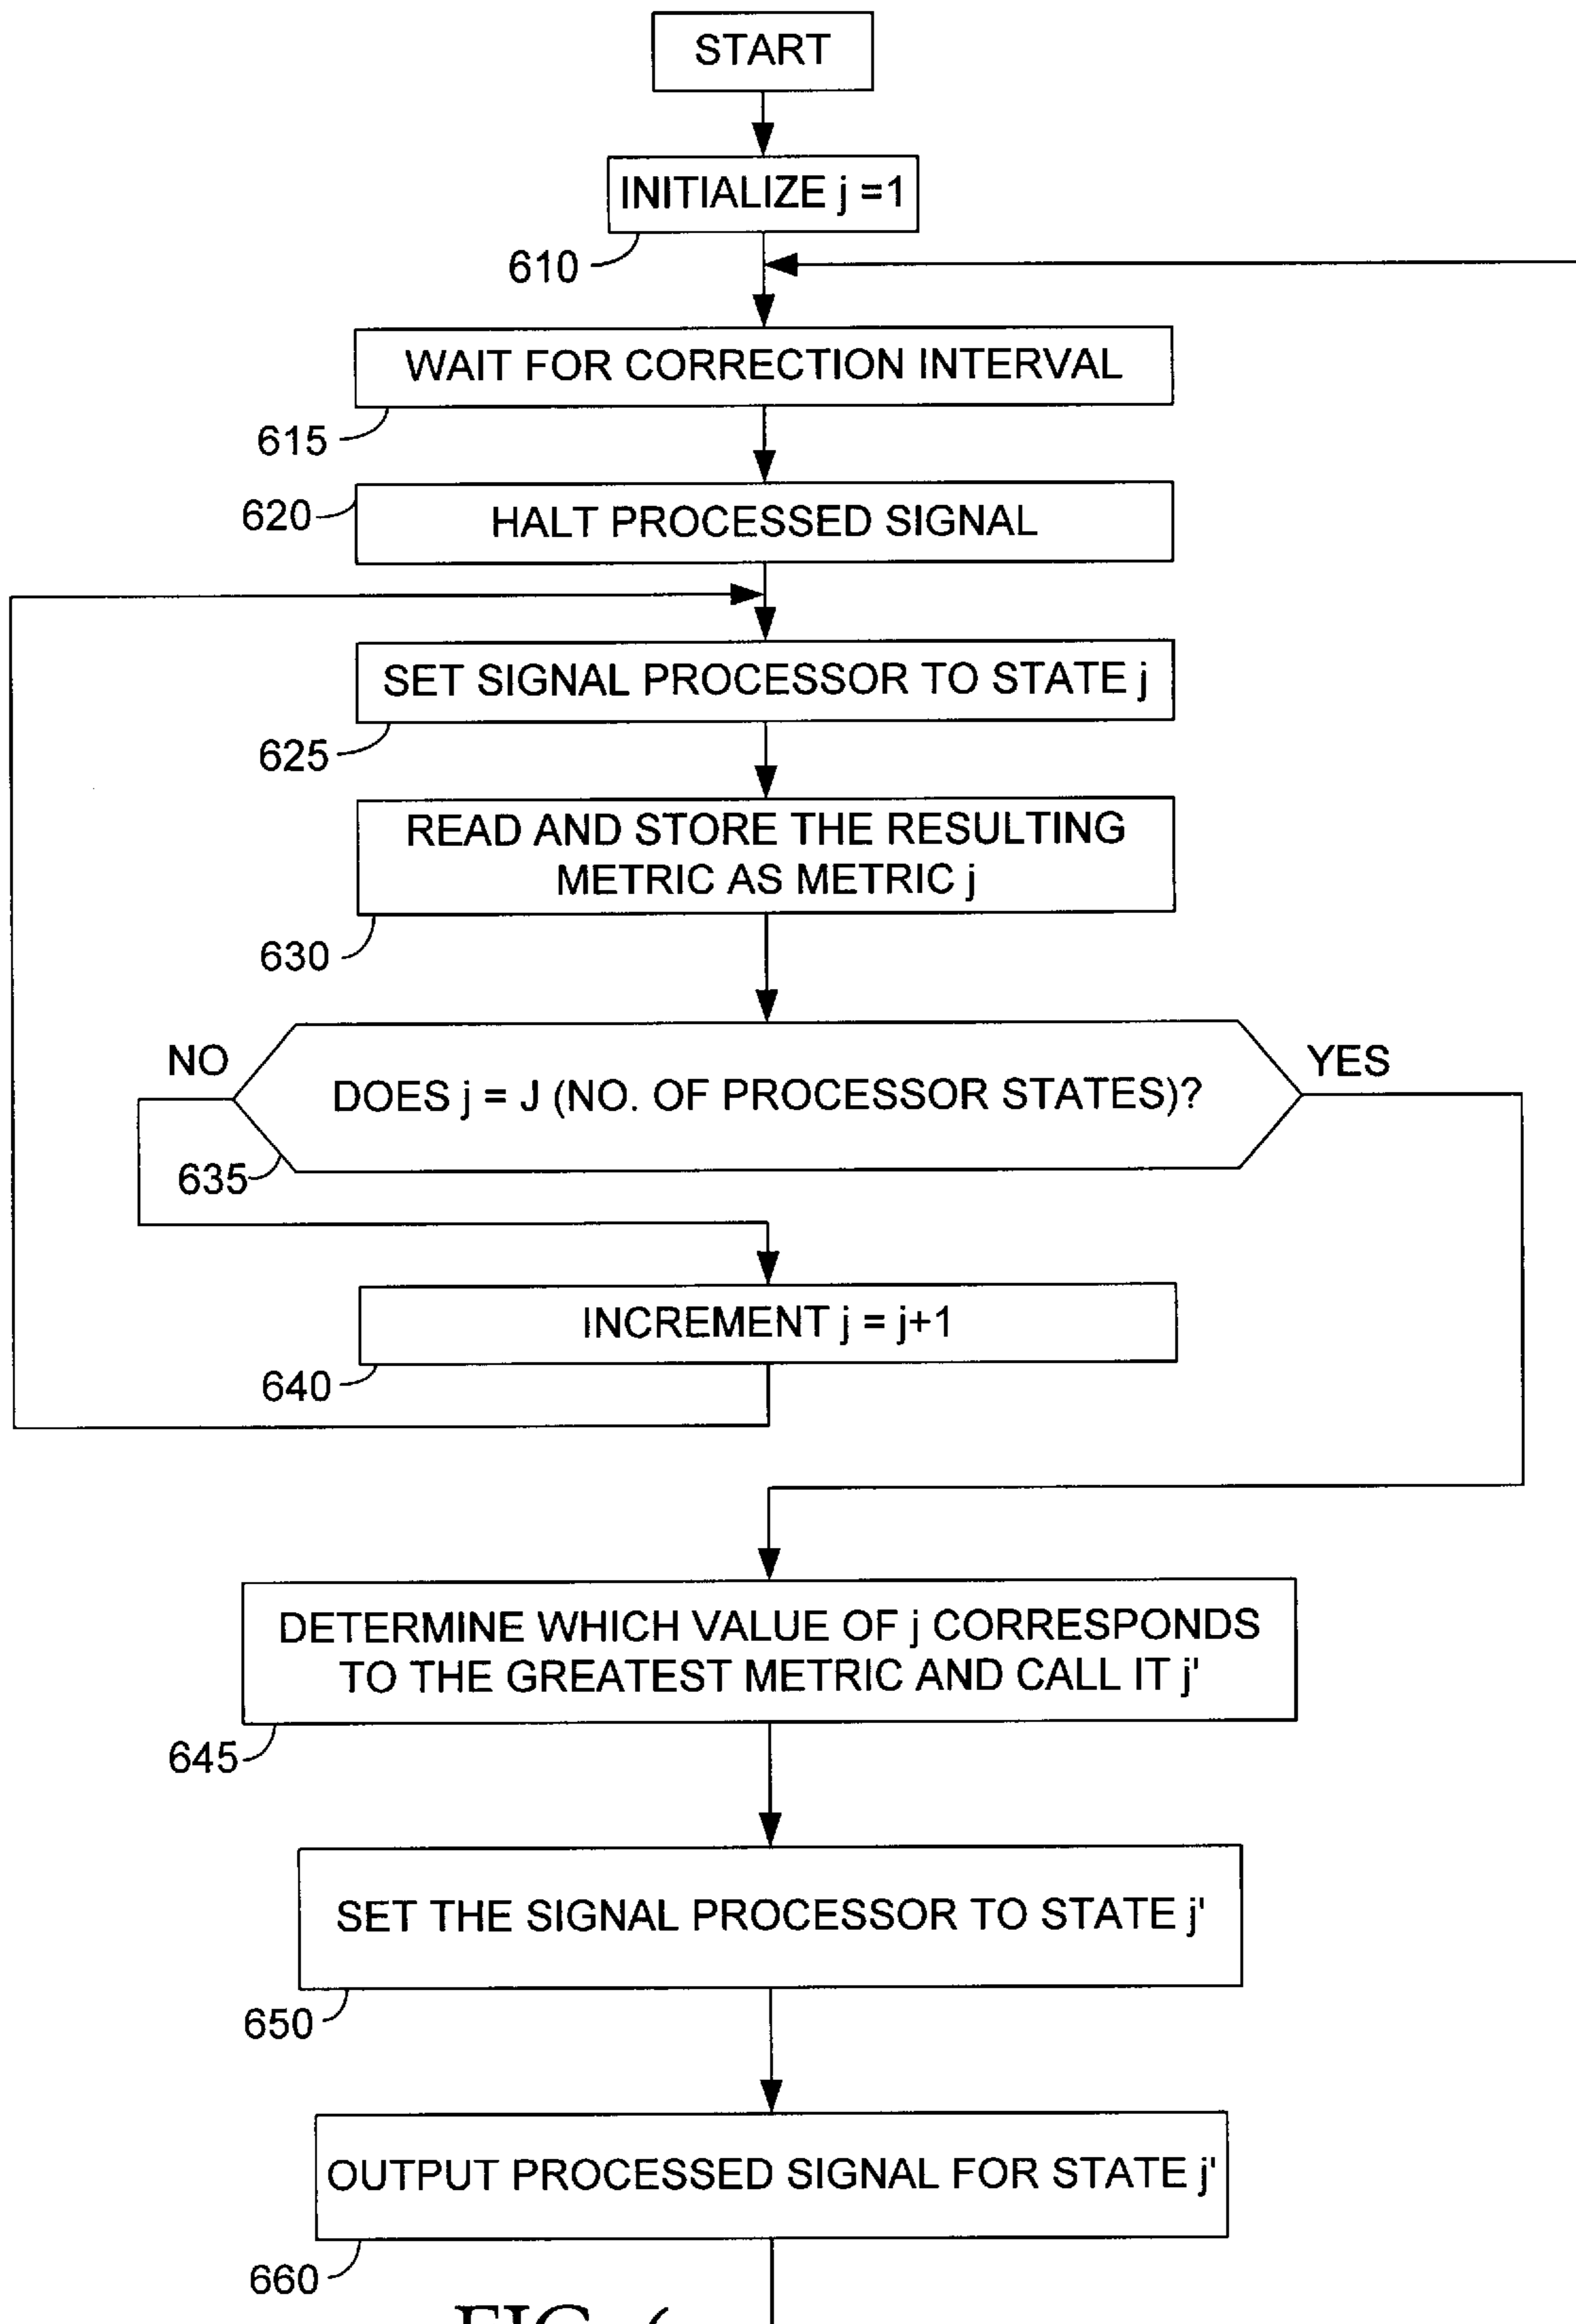 START
INITIALIZE j =1
610
WAIT FOR CORRECTION INTERVAL
615
620
HALT PROCESSED SIGNAL
SET SIGNAL PROCESSOR TO STATE j
625
READ AND STORE THE RESULTING
METRIC AS METRIC j
630
NO
YES
DOES j = J (NO. OF PROCESSOR STATES)?
635
INCREMENT j = j+1
640
DETERMINE WHICH VALUE OF j CORRESPONDS
TO THE GREATEST METRIC AND CALL IT j'
645
SET THE SIGNAL PROCESSOR TO STATE j'
650
OUTPUT PROCESSED SIGNAL FOR STATE j'
660
FIG. 6